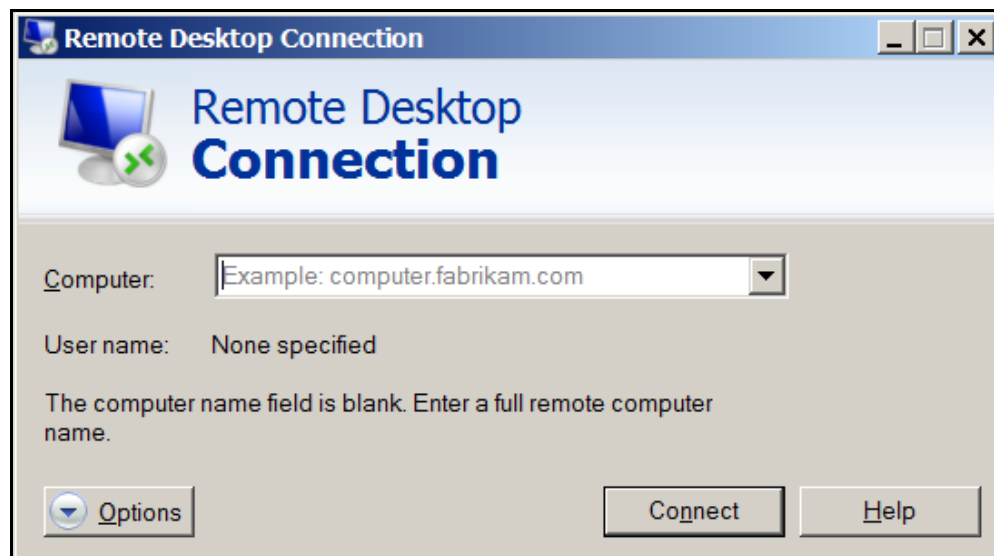 Remote Desktop Connection
Remote Desktop
Connection
Computer: Example: computer.fabrikam.com
User name: None specified
The computer name field is blank. Enter a full remote computer
name.
Options Connect Help